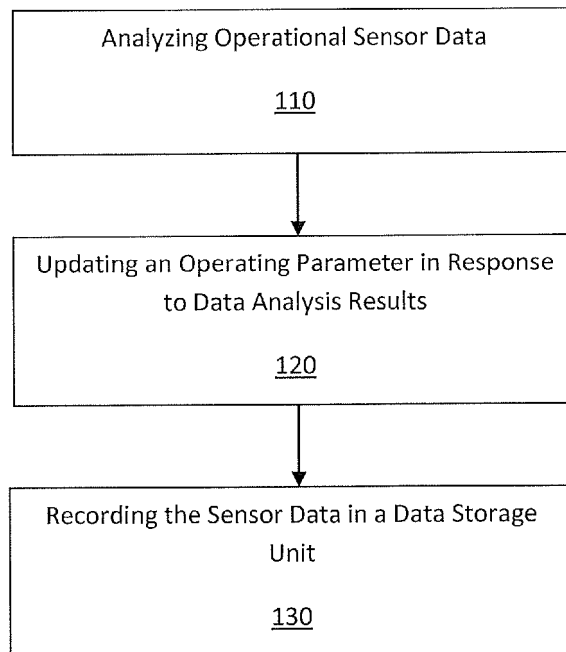 Analyzing Operational Sensor Data
110
Updating an Operating Parameter in Response
to Data Analysis Results
120
Recording the Sensor Data in a Data Storage
Unit
130